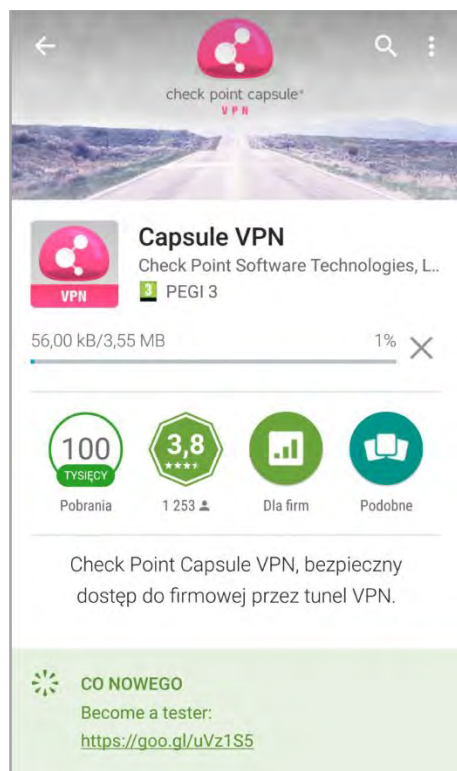 check point capsule®
VPN
VPN
Capsule VPN
Check Point Software Technologies, L..
3 PEGI 3
56,00 kB/3,55 MB 1%
100
TYSIĘCY
3,8
Pobrania
1 253
Dla firm
Podobne
Check Point Capsule VPN, bezpieczny
dostęp do firmowej przez tunel VPN.
CO NOWEGO
Become a tester:
https://goo.gl/uVz1S5